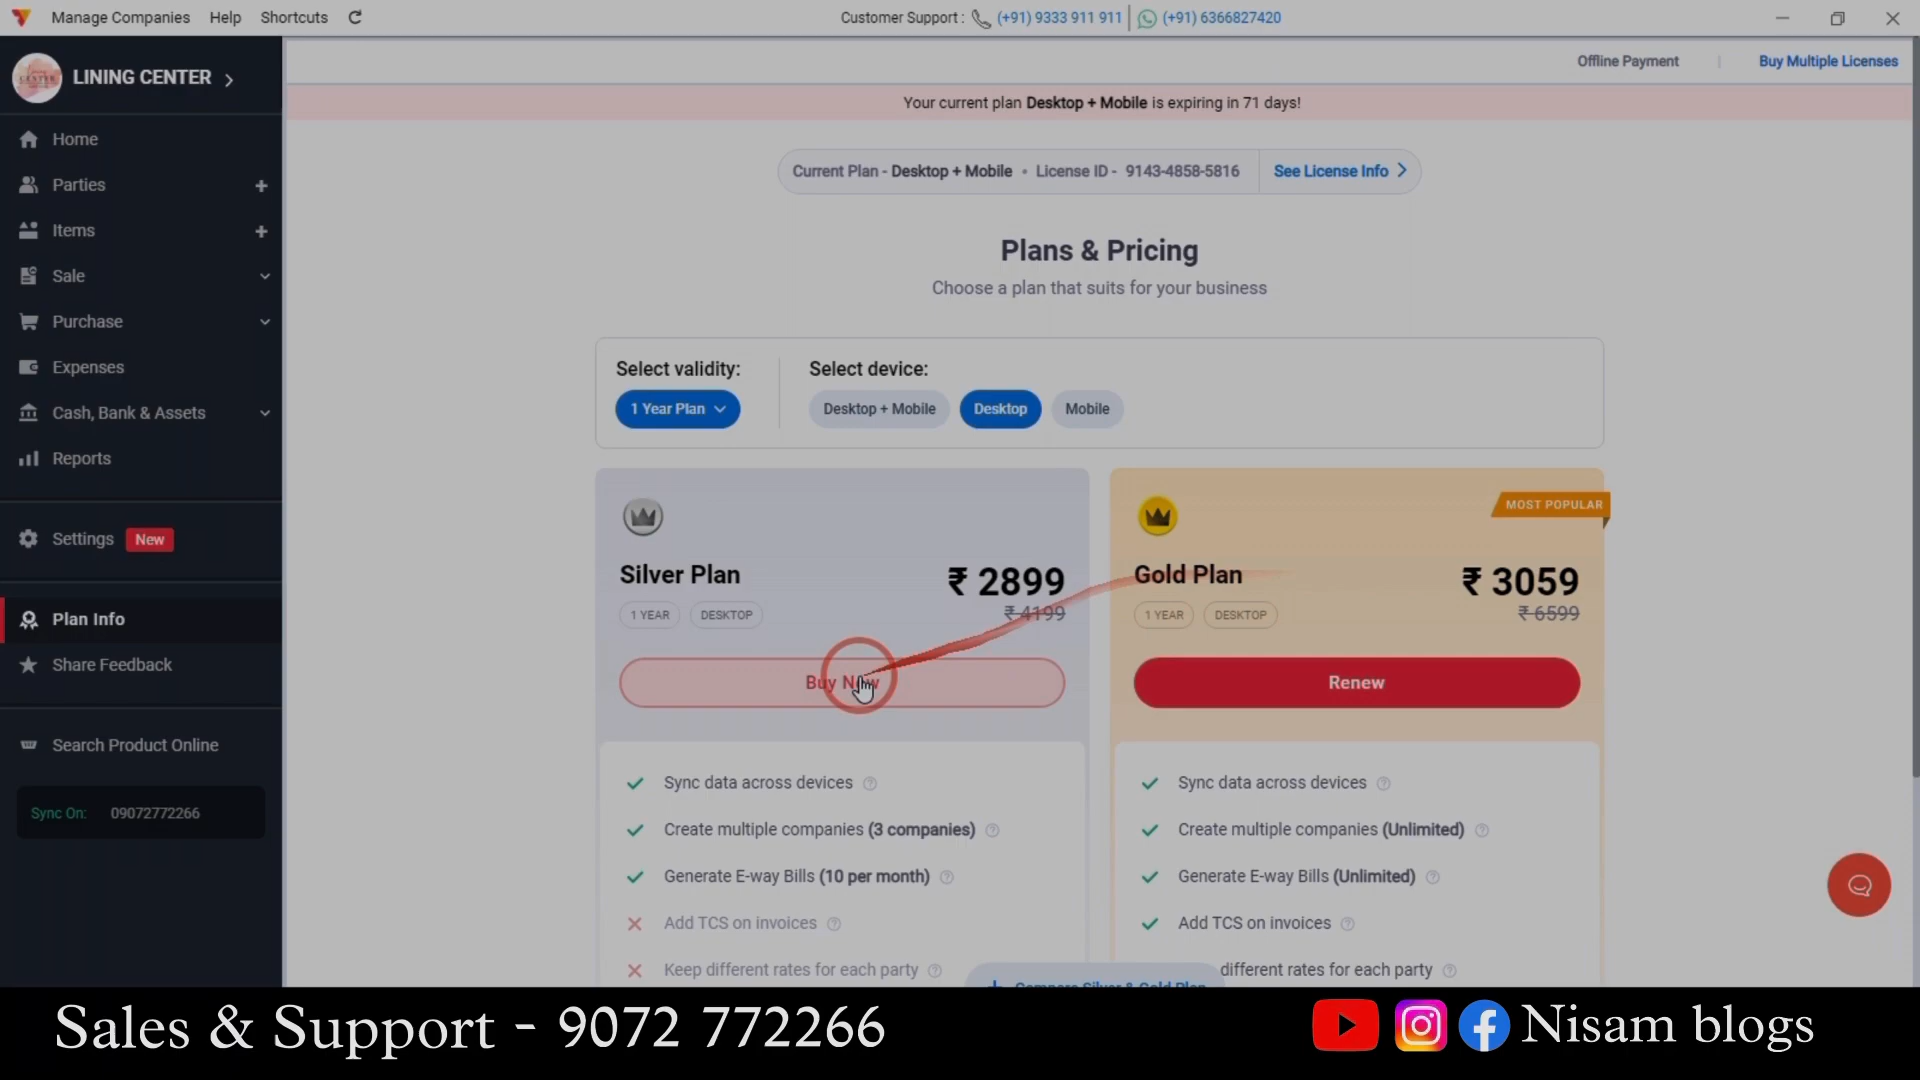 Manage Companies Help Shortcuts
Customer Support : (+91) 9333 911 911 (+91) 6366827420
LINING CENTER
Offline Payment
Buy Multiple Licenses
Your current plan Desktop + Mobile is expiring in 71 days!
Home
Parties
Items
Sale
Purchase
Expenses
Cash, Bank & Assets
Reports
Settings New
Plan Info
Share Feedback
Search Product Online
Sync On: 09072772266
Current Plan - Desktop + Mobile • License ID - 9143-4858-5816
See License Info
Plans & Pricing
Choose a plan that suits for your business
Select validity:
1 Year Plan
Select device:
Desktop + Mobile
Desktop
Mobile
Silver Plan
₹ 2899
₹ 4199
1 YEAR
DESKTOP
Buy Now
Sync data across devices
Create multiple companies (3 companies)
Generate E-way Bills (10 per month)
Add TCS on invoices
Keep different rates for each party
MOST POPULAR
Gold Plan
₹ 3059
₹ 6599
1 YEAR
DESKTOP
Renew
Sync data across devices
Create multiple companies (Unlimited)
Generate E-way Bills (Unlimited)
Add TCS on invoices
different rates for each party
+ Compare Silver & Gold Plan
Sales & Support - 9072 772266
Nisam blogs